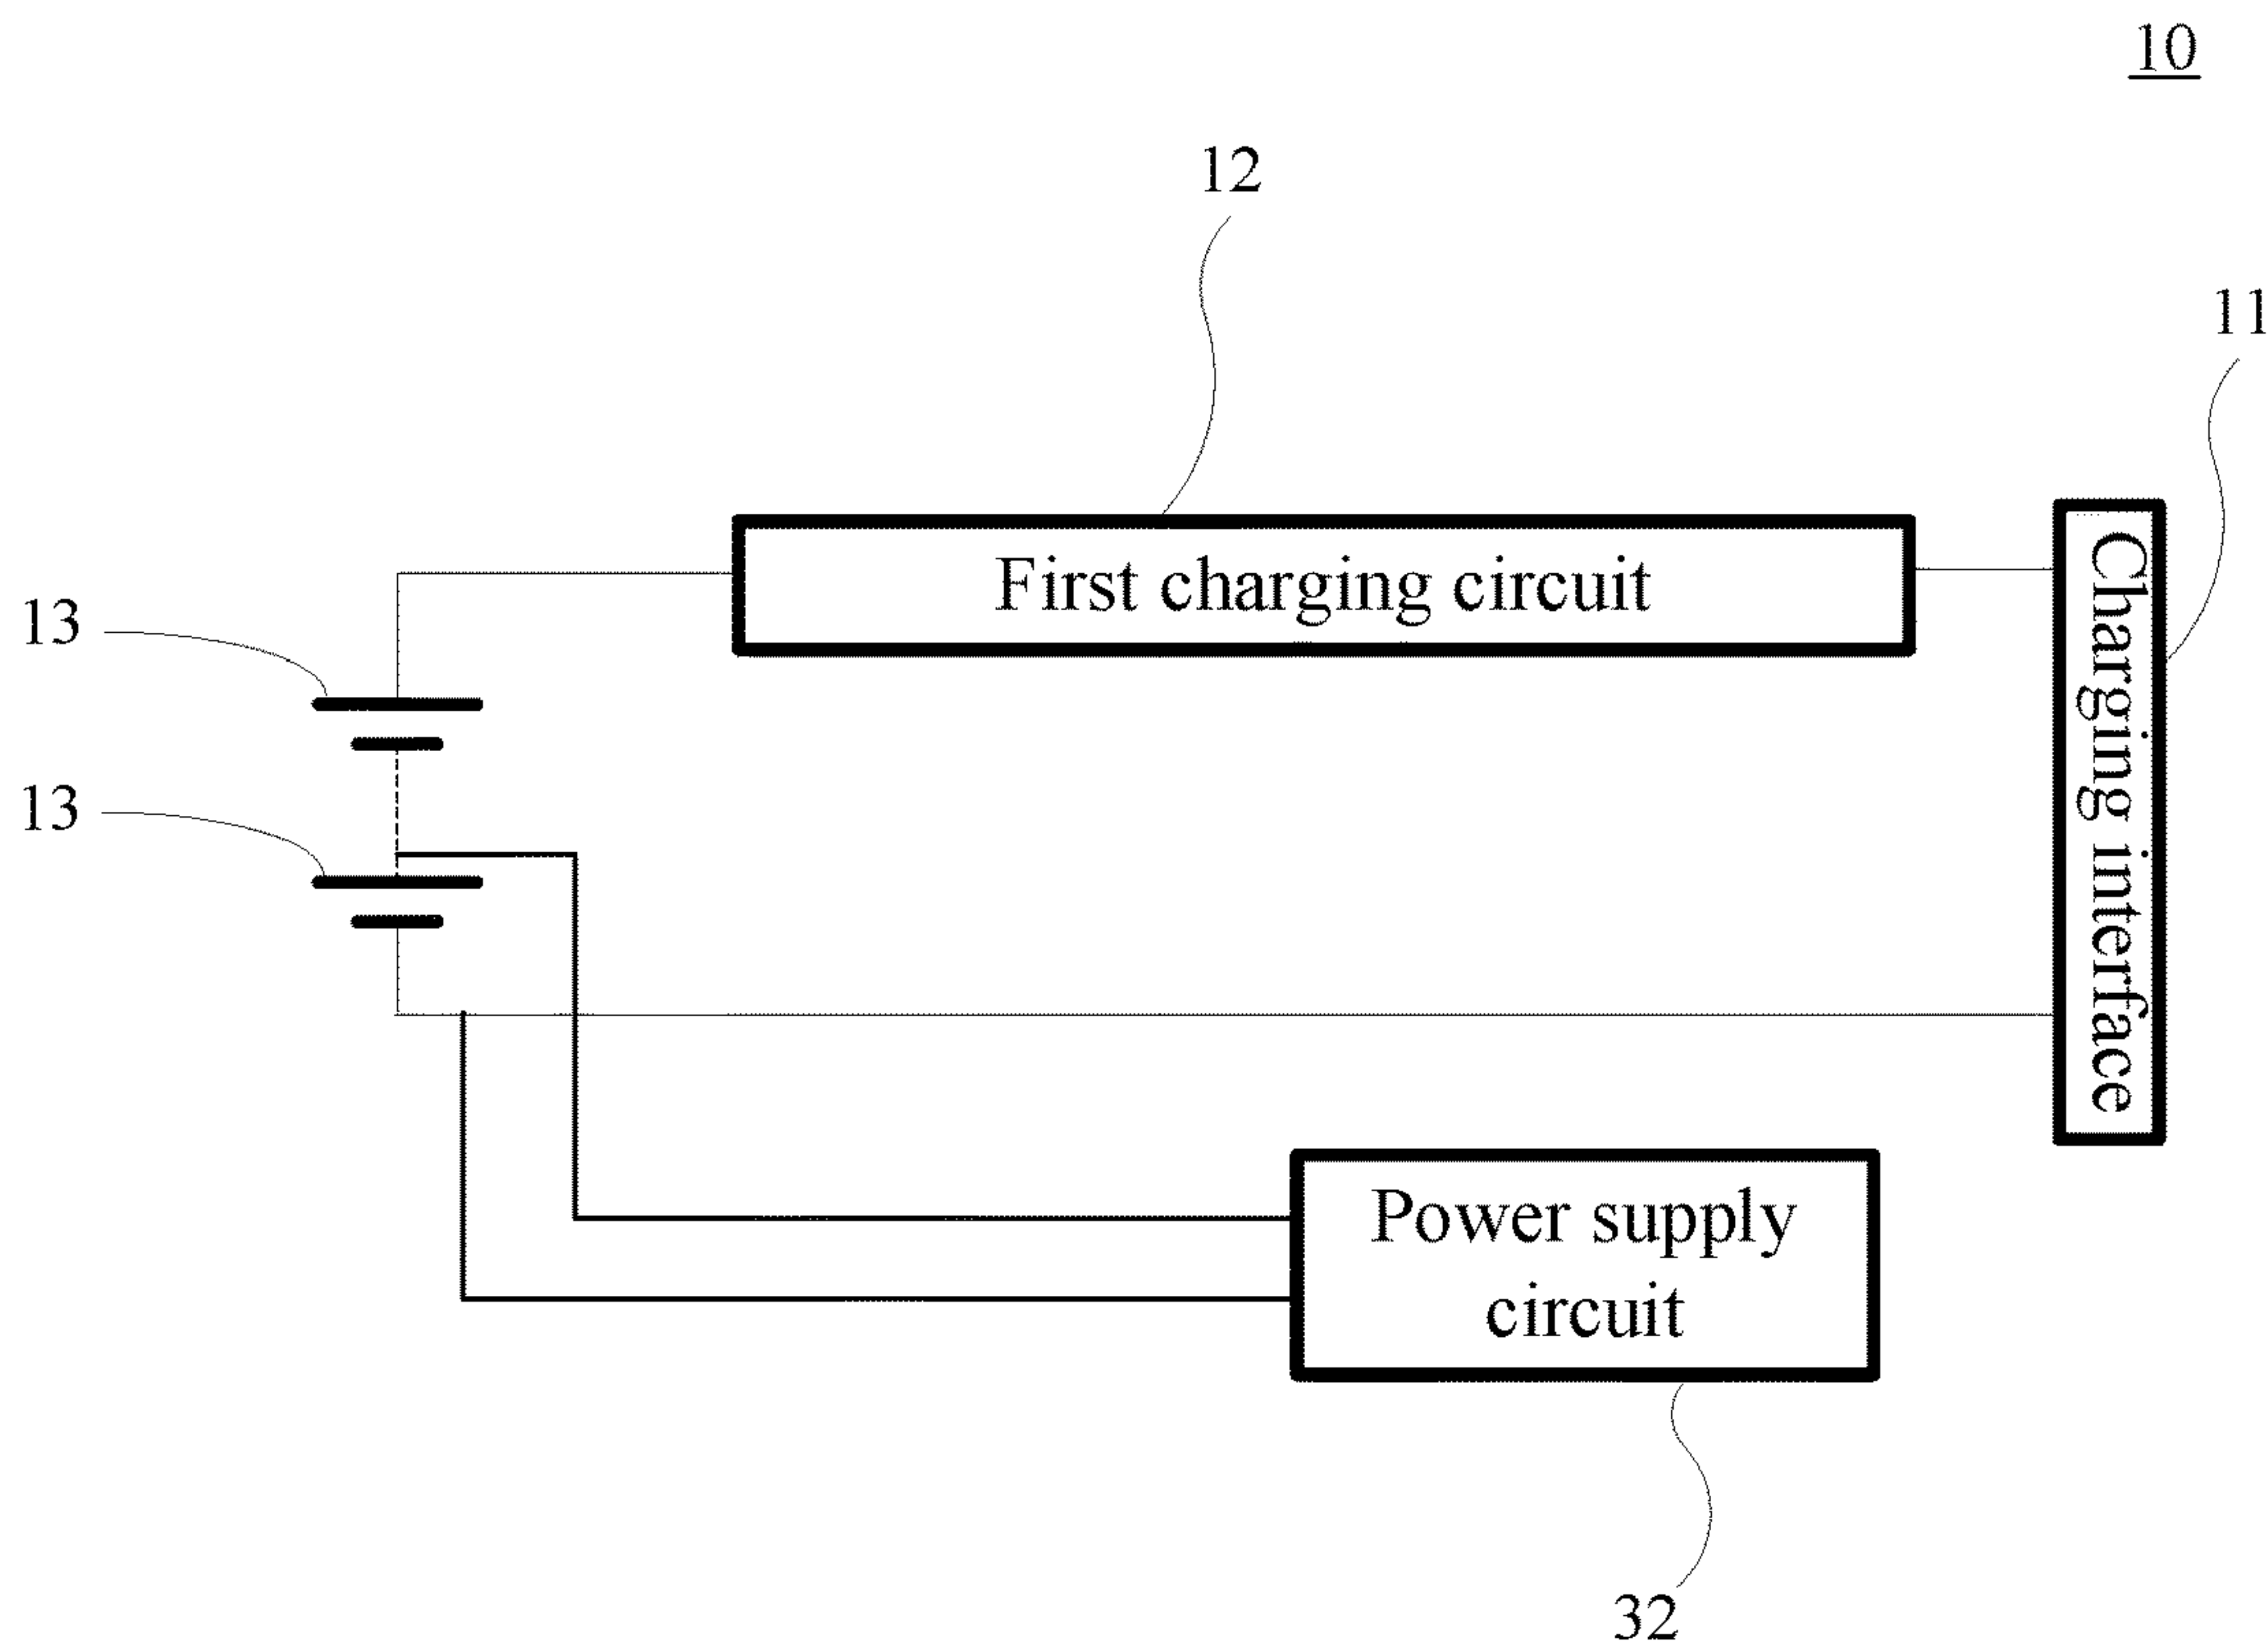 10
12
11
First charging circuit
Charging interface
13
13
Power supply
circuit
32